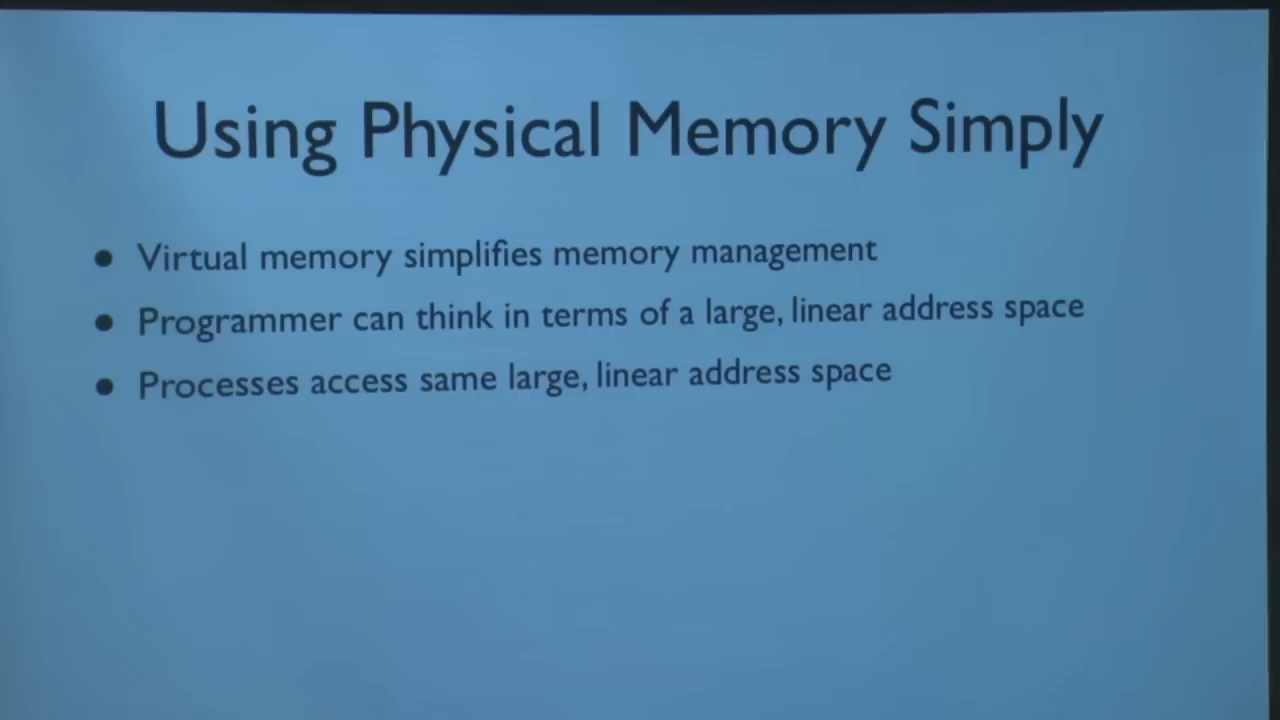 Using Physical Memory Simply
• Virtual memory simplifies memory management
• Programmer can think in terms of a large, linear address space
• Processes access same large, linear address space